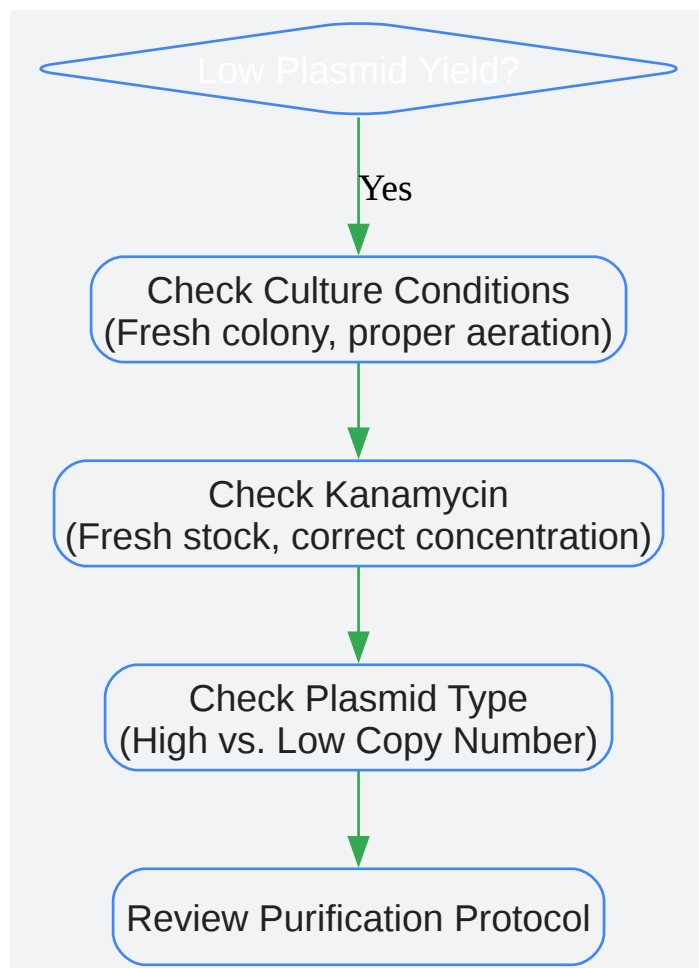 Low Plasmid Yield?
Yes
Check Culture Conditions
(Fresh colony, proper aeration)
Check Kanamycin
(Fresh stock, correct concentration)
Check Plasmid Type
(High vs. Low Copy Number)
Review Purification Protocol